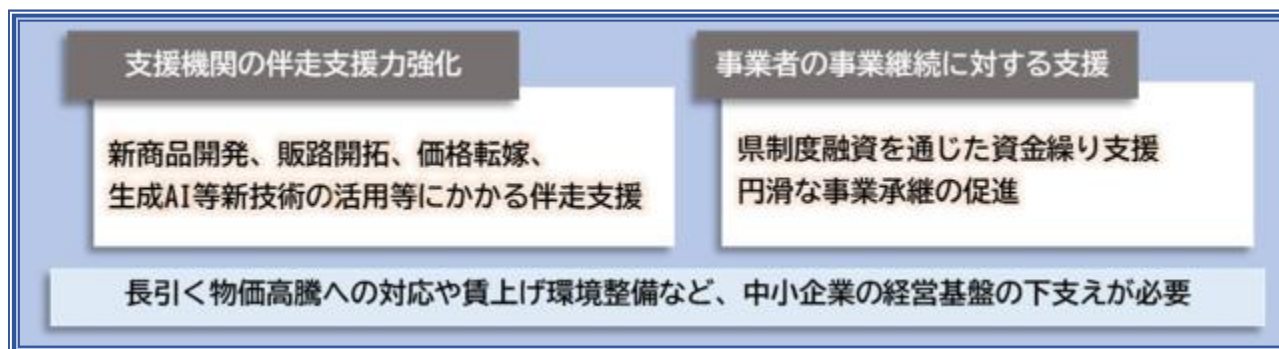 支援機関の伴走支援力強化
新商品開発、販路開拓、価格転嫁、
生成AI等新技術の活用等にかかる伴走支援
事業者の事業継続に対する支援
県制度融資を通じた資金繰り支援
円滑な事業承継の促進
長引く物価高騰への対応や賃上げ環境整備など、中小企業の経営基盤の下支えが必要